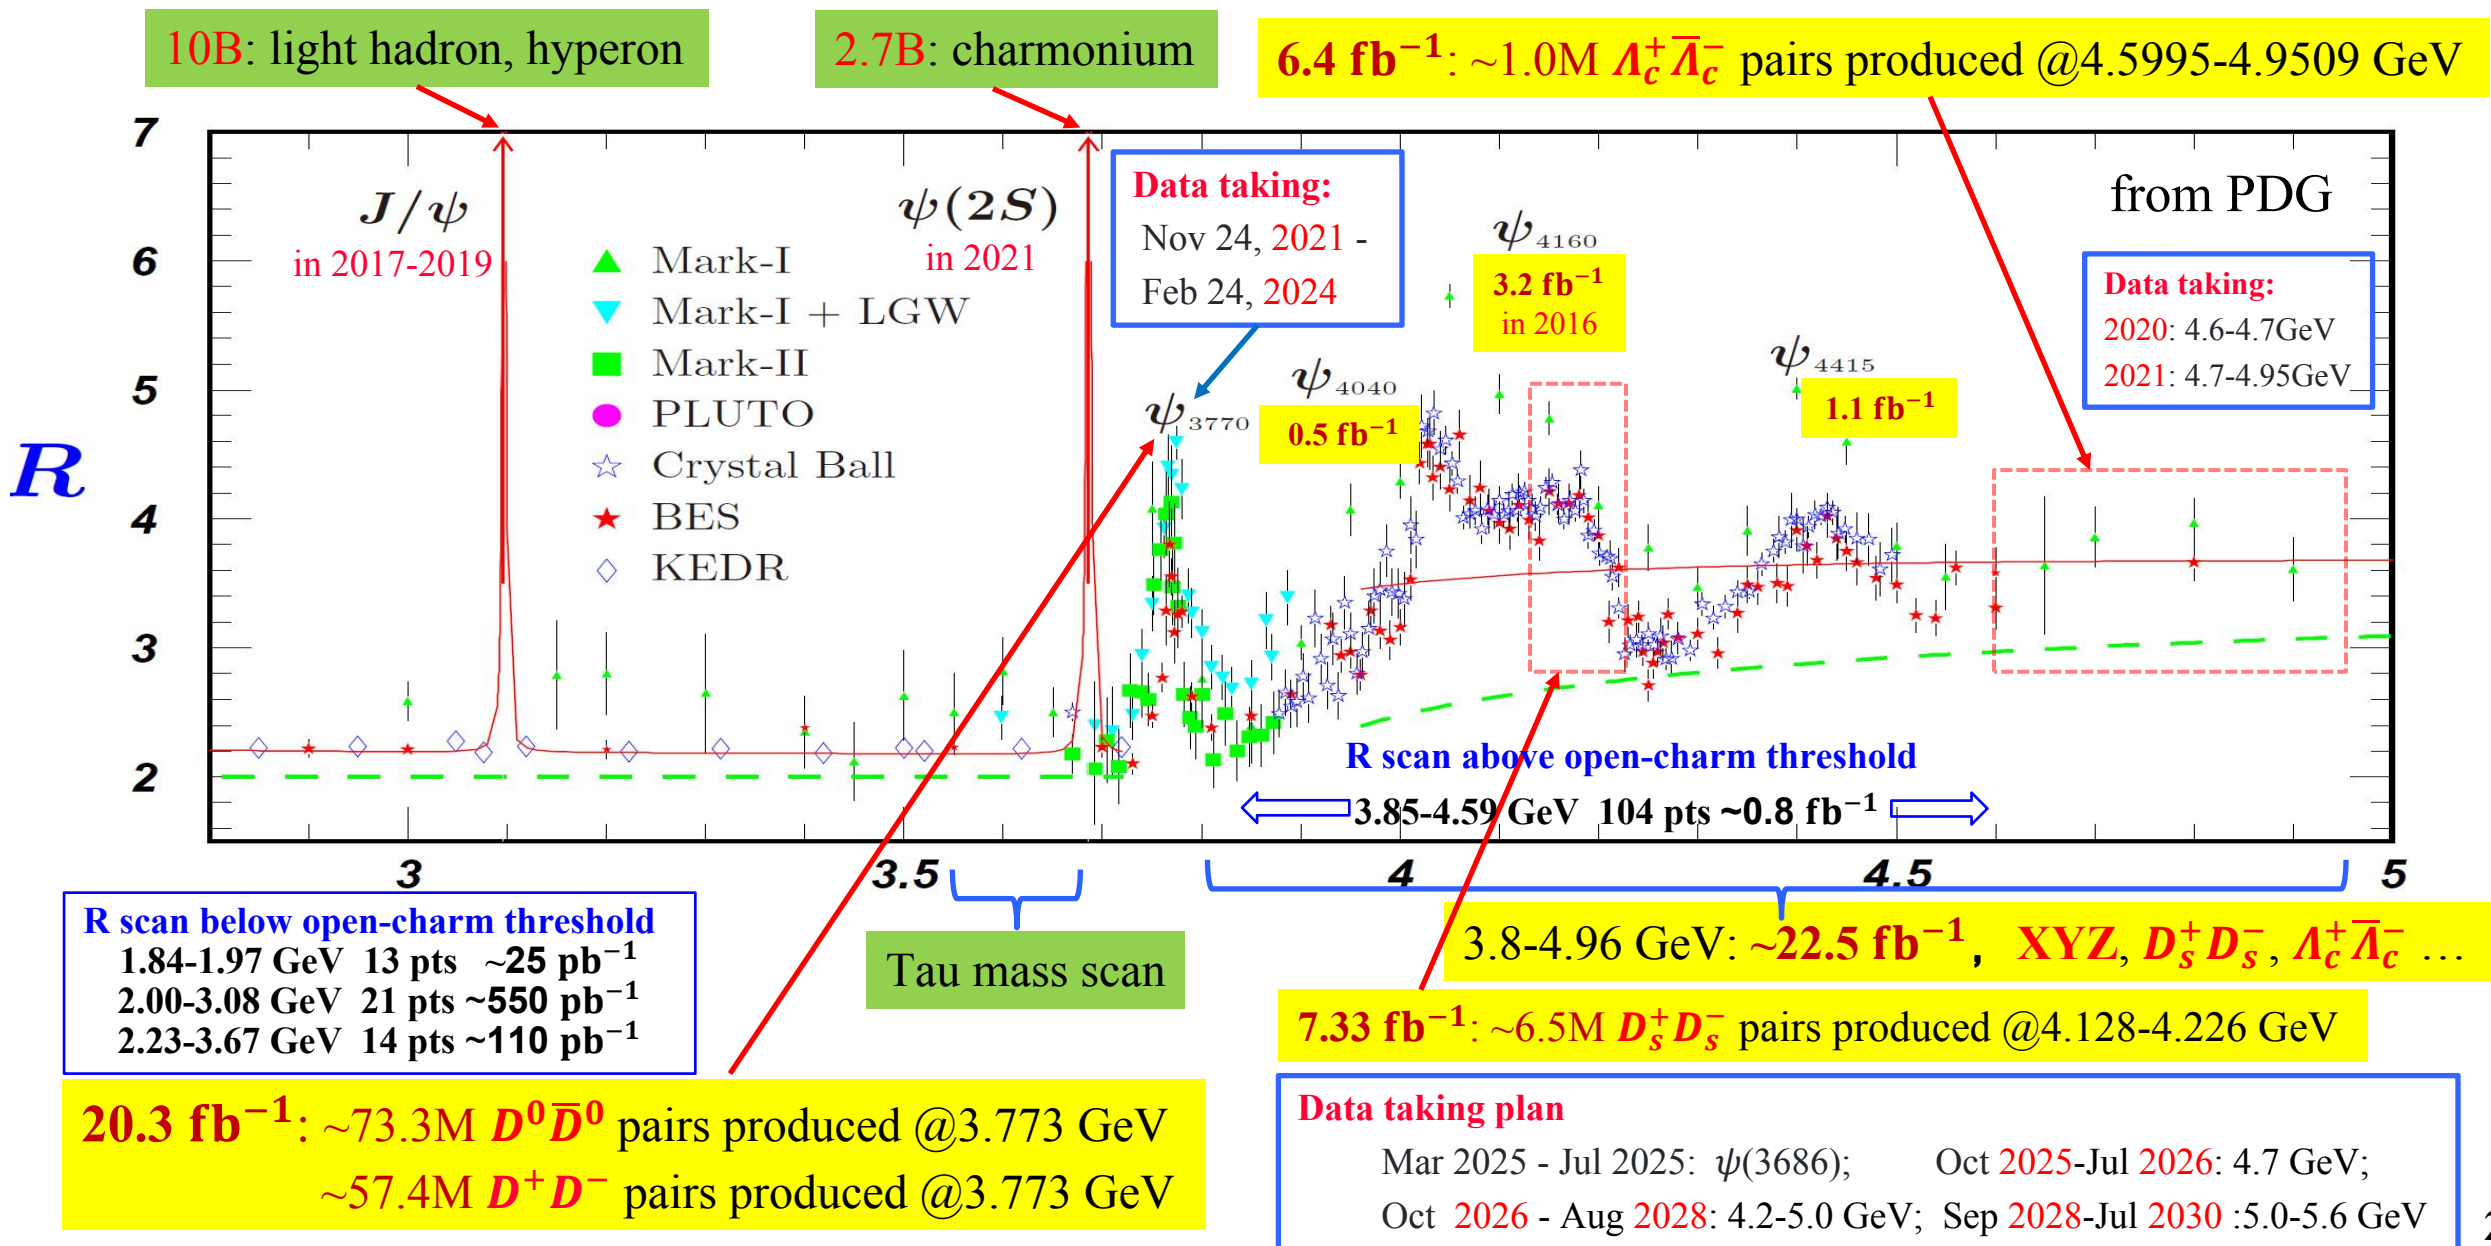 10B: light hadron, hyperon
2.7B: charmonium
6.4 fb⁻¹: ~1.0M Λc⁺Λ̅c⁻ pairs produced @4.5995-4.9509 GeV
7
6
5
4
3
2
R
J/ψ
in 2017-2019
ψ(2S)
in 2021
Mark-I
Mark-I + LGW
Mark-II
PLUTO
Crystal Ball
BES
KEDR
Data taking:
Nov 24, 2021 -
Feb 24, 2024
ψ₃₇₇₀
ψ₄₀₄₀
0.5 fb⁻¹
ψ₄₁₆₀
3.2 fb⁻¹
in 2016
ψ₄₄₁₅
1.1 fb⁻¹
from PDG
Data taking:
2020: 4.6-4.7GeV
2021: 4.7-4.95GeV
R scan above open-charm threshold
3.85-4.59 GeV 104 pts ~0.8 fb⁻¹
3
3.5
4
4.5
5
R scan below open-charm threshold
1.84-1.97 GeV 13 pts ~25 pb⁻¹
2.00-3.08 GeV 21 pts ~550 pb⁻¹
2.23-3.67 GeV 14 pts ~110 pb⁻¹
Tau mass scan
3.8-4.96 GeV: ~22.5 fb⁻¹, XYZ, Ds⁺Ds⁻, Λc⁺Λ̅c⁻ …
7.33 fb⁻¹: ~6.5M Ds⁺Ds⁻ pairs produced @4.128-4.226 GeV
20.3 fb⁻¹: ~73.3M D⁰D̅⁰ pairs produced @3.773 GeV
~57.4M D⁺D⁻ pairs produced @3.773 GeV
Data taking plan
Mar 2025 - Jul 2025: ψ(3686); Oct 2025-Jul 2026: 4.7 GeV;
Oct 2026 - Aug 2028: 4.2-5.0 GeV; Sep 2028-Jul 2030 :5.0-5.6 GeV